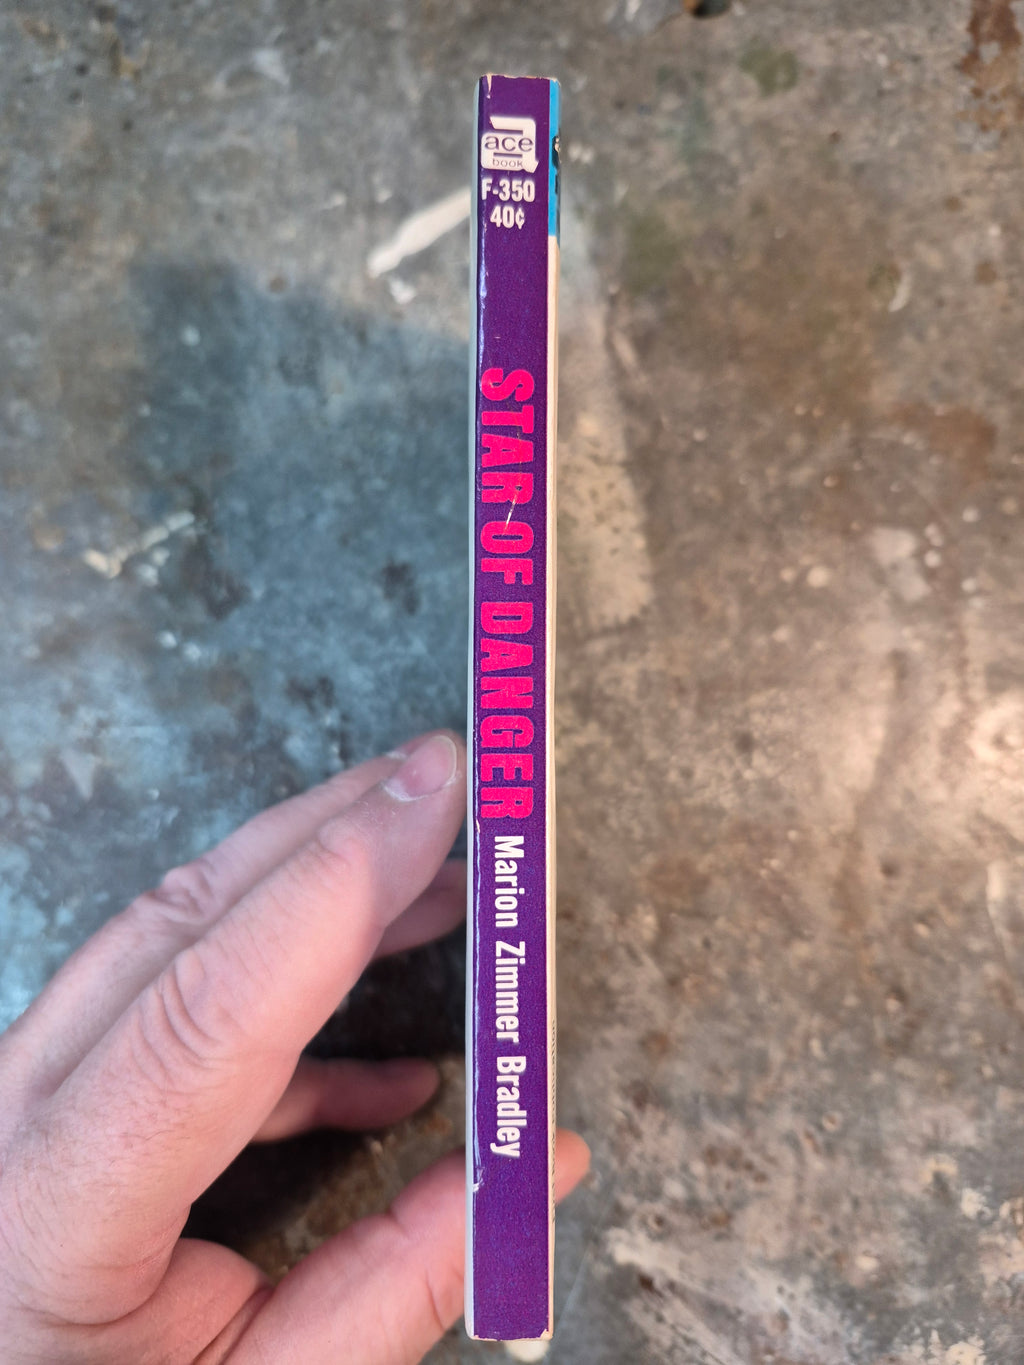 ace
book
F-350
40¢
STAR OF DANGER
Marion Zimmer Bradley